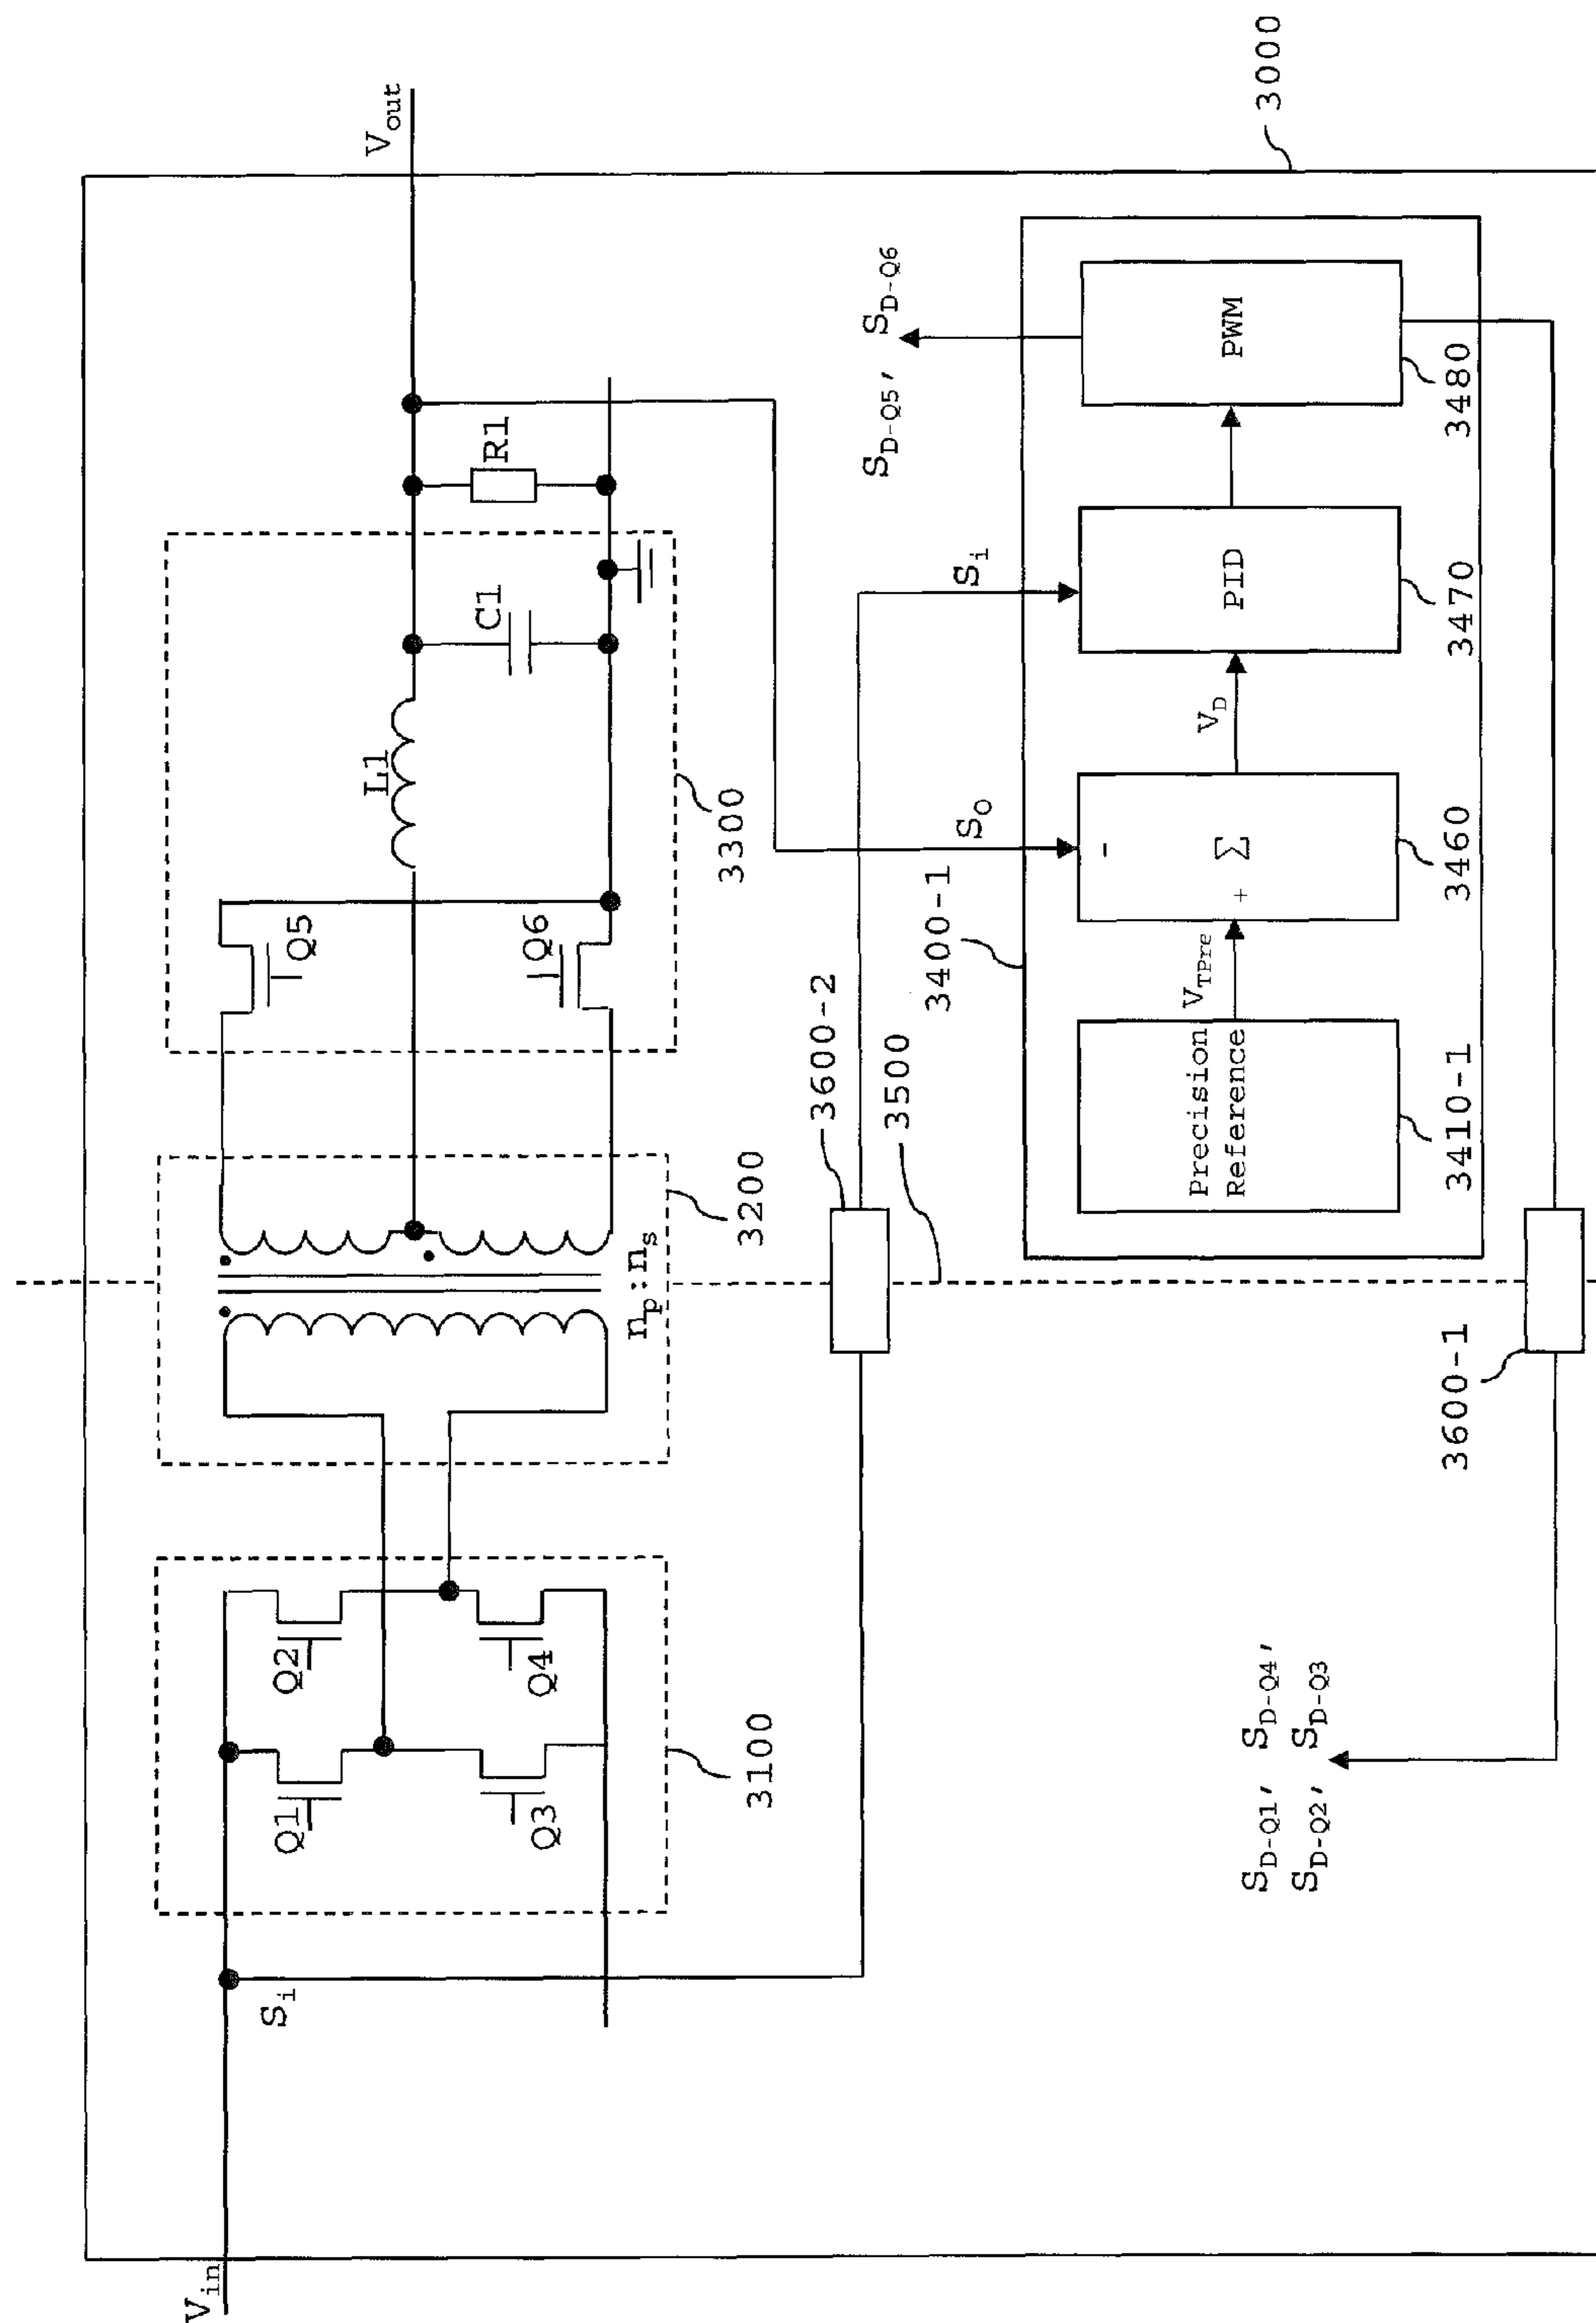 V_in
V_out
S_i
Q1
Q2
Q3
Q4
3100
n_p:n_s
3200
Q5
Q6
L1
C1
R1
3300
3600-2
3500
3400-1
S_O
S_i
S_D-Q5, S_D-Q6
3000
Precision
Reference
V_TPre
-
+ Σ
V_D
PID
PWM
3410-1
3460
3470
3480
S_D-Q1, S_D-Q4,
S_D-Q2, S_D-Q3
3600-1